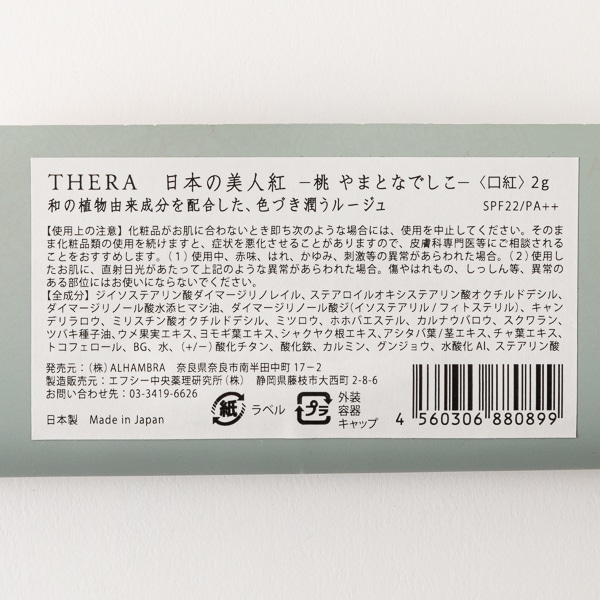 THERA 日本の美人紅 −桃 やまとなでしこ−〈口紅〉2g
和の植物由来成分を配合した、色づき潤うルージュ SPF22/PA++
【使用上の注意】化粧品がお肌に合わないとき即ち次のような場合には、使用を中止してください。そのま
ま化粧品類の使用を続けますと、症状を悪化させることがありますので、皮膚科専門医等にご相談される
ことをおすすめします。（1）使用中、赤味、はれ、かゆみ、刺激等の異常があらわれた場合。（2）使用し
たお肌に、直射日光があたって上記のような異常があらわれた場合。傷やはれもの、しっしん等、異常の
ある部位にはお使いにならないでください。
【全成分】ジイソステアリン酸ダイマージリノレイル、ステアロイルオキシステアリン酸オクチルドデシル、
ダイマージリノール酸水添ヒマシ油、ダイマージリノール酸ジ(イソステアリル/フィトステリル)、キャン
デリラロウ、ミリスチン酸オクチルドデシル、ミツロウ、ホホバエステル、カルナウバロウ、スクワラン、
ツバキ種子油、ウメ果実エキス、ヨモギ葉エキス、シャクヤク根エキス、アシタバ葉/茎エキス、チャ葉エキス、
トコフェロール、BG、水、(+/−)酸化チタン、酸化鉄、カルミン、グンジョウ、水酸化Al、ステアリン酸
発売元：(株)ALHAMBRA 奈良県奈良市南半田中町17−2
製造販売元：エフシー中央薬理研究所(株) 静岡県藤枝市大西町2-8-6
お問い合わせ先：03-3419-6626
日本製 Made in Japan
紙 ラベル
プラ 外装
容器
キャップ
4 560306 880899